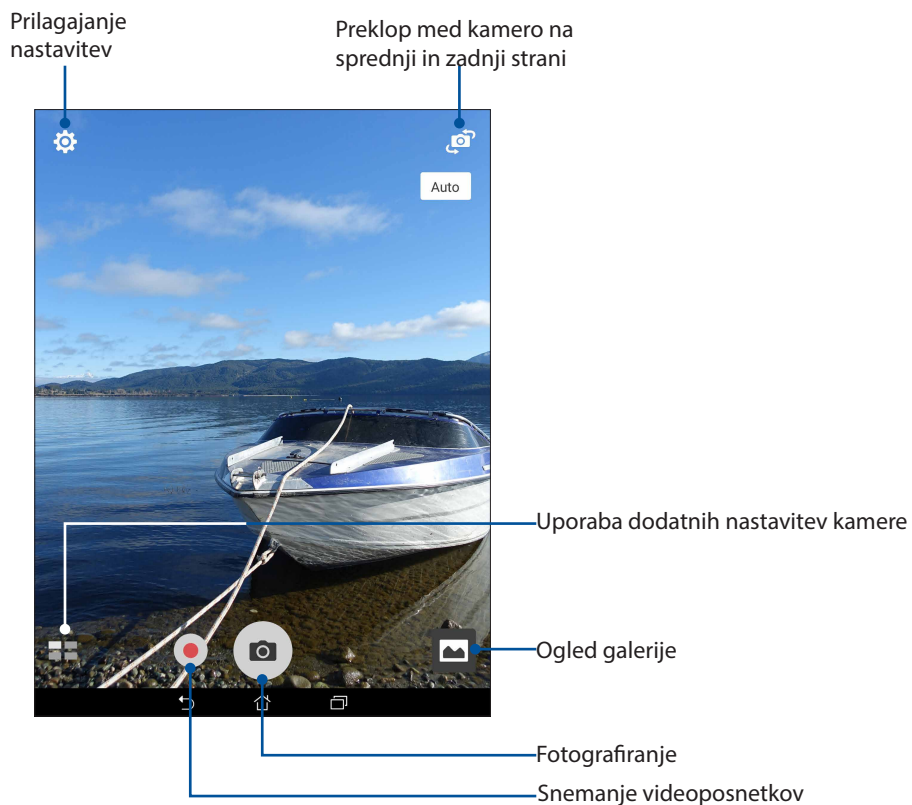 Prilagajanje
nastavitev
Preklop med kamero na
sprednji in zadnji strani
Auto
Uporaba dodatnih nastavitev kamere
Ogled galerije
Fotografiranje
Snemanje videoposnetkov